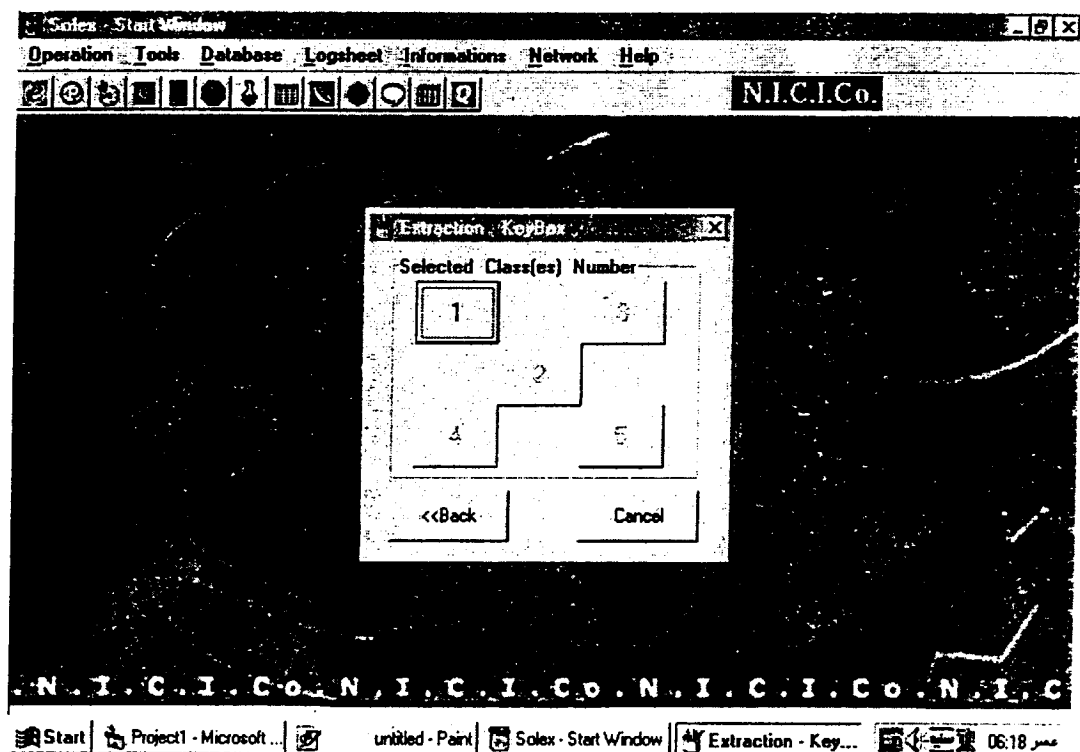 Solex - Start Window
Operation Tools Database Logsheet Informations Network Help
N.I.C.I.Co.
Extraction - KeyBox
Selected Class(es) Number
1 3
2
4 5
<<Back Cancel
.N.I.C.I.Co.N.I.C.I.Co.N.I.C.I.Co.N.I.C
Start Project1 - Microsoft ... untitled - Paint Solex - Start Window Extraction - Key... 06:18 عصر